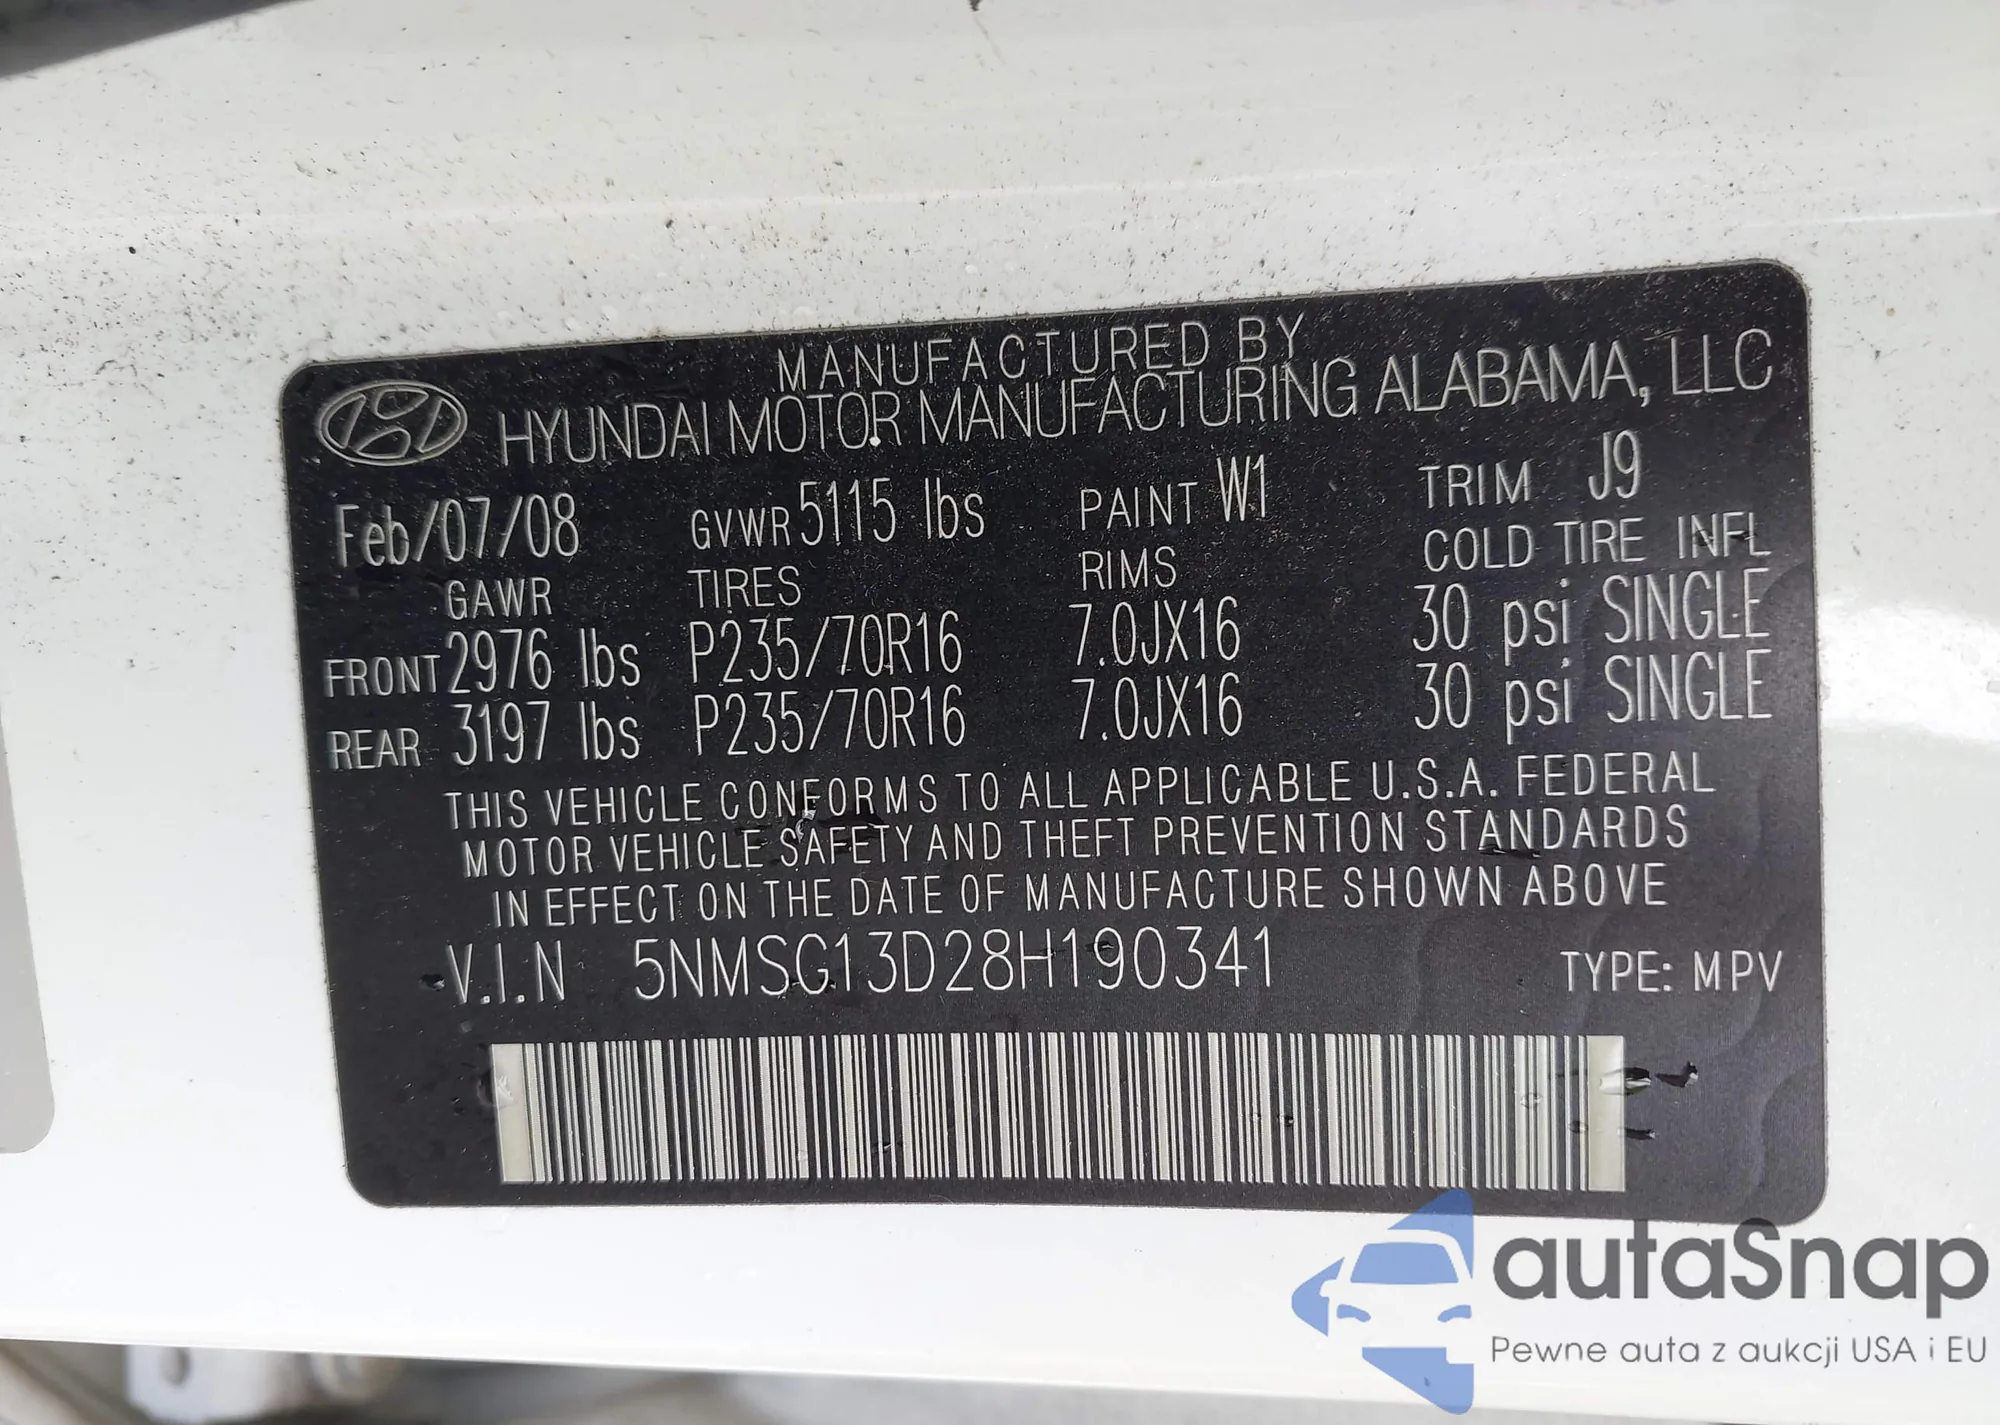 MANUFACTURED BY
HYUNDAI MOTOR MANUFACTURING ALABAMA, LLC
Feb/07/08 GVWR 5115 lbs PAINT W1 TRIM J9
GAWR TIRES RIMS COLD TIRE INFL
FRONT 2976 lbs P235/70R16 7.0JX16 30 psi SINGLE
REAR 3197 lbs P235/70R16 7.0JX16 30 psi SINGLE
THIS VEHICLE CONFORMS TO ALL APPLICABLE U.S.A. FEDERAL
MOTOR VEHICLE SAFETY AND THEFT PREVENTION STANDARDS
IN EFFECT ON THE DATE OF MANUFACTURE SHOWN ABOVE
V.I.N 5NMSG13D28H190341 TYPE: MPV
autaSnap
Pewne auta z aukcji USA i EU